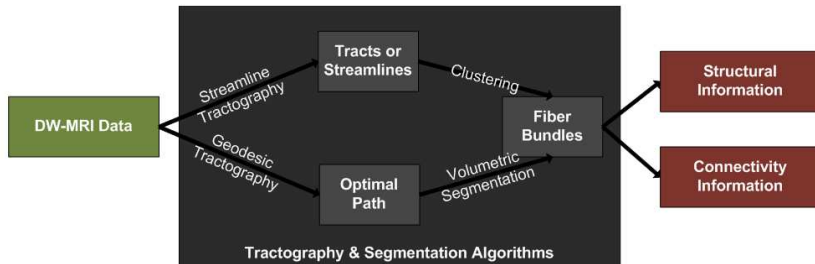 DW-MRI Data
Streamline
Tractography
Geodesic
Tractography
Tracts or
Streamlines
Optimal
Path
Clustering
Volumetric
Segmentation
Fiber
Bundles
Structural
Information
Connectivity
Information
Tractography & Segmentation Algorithms